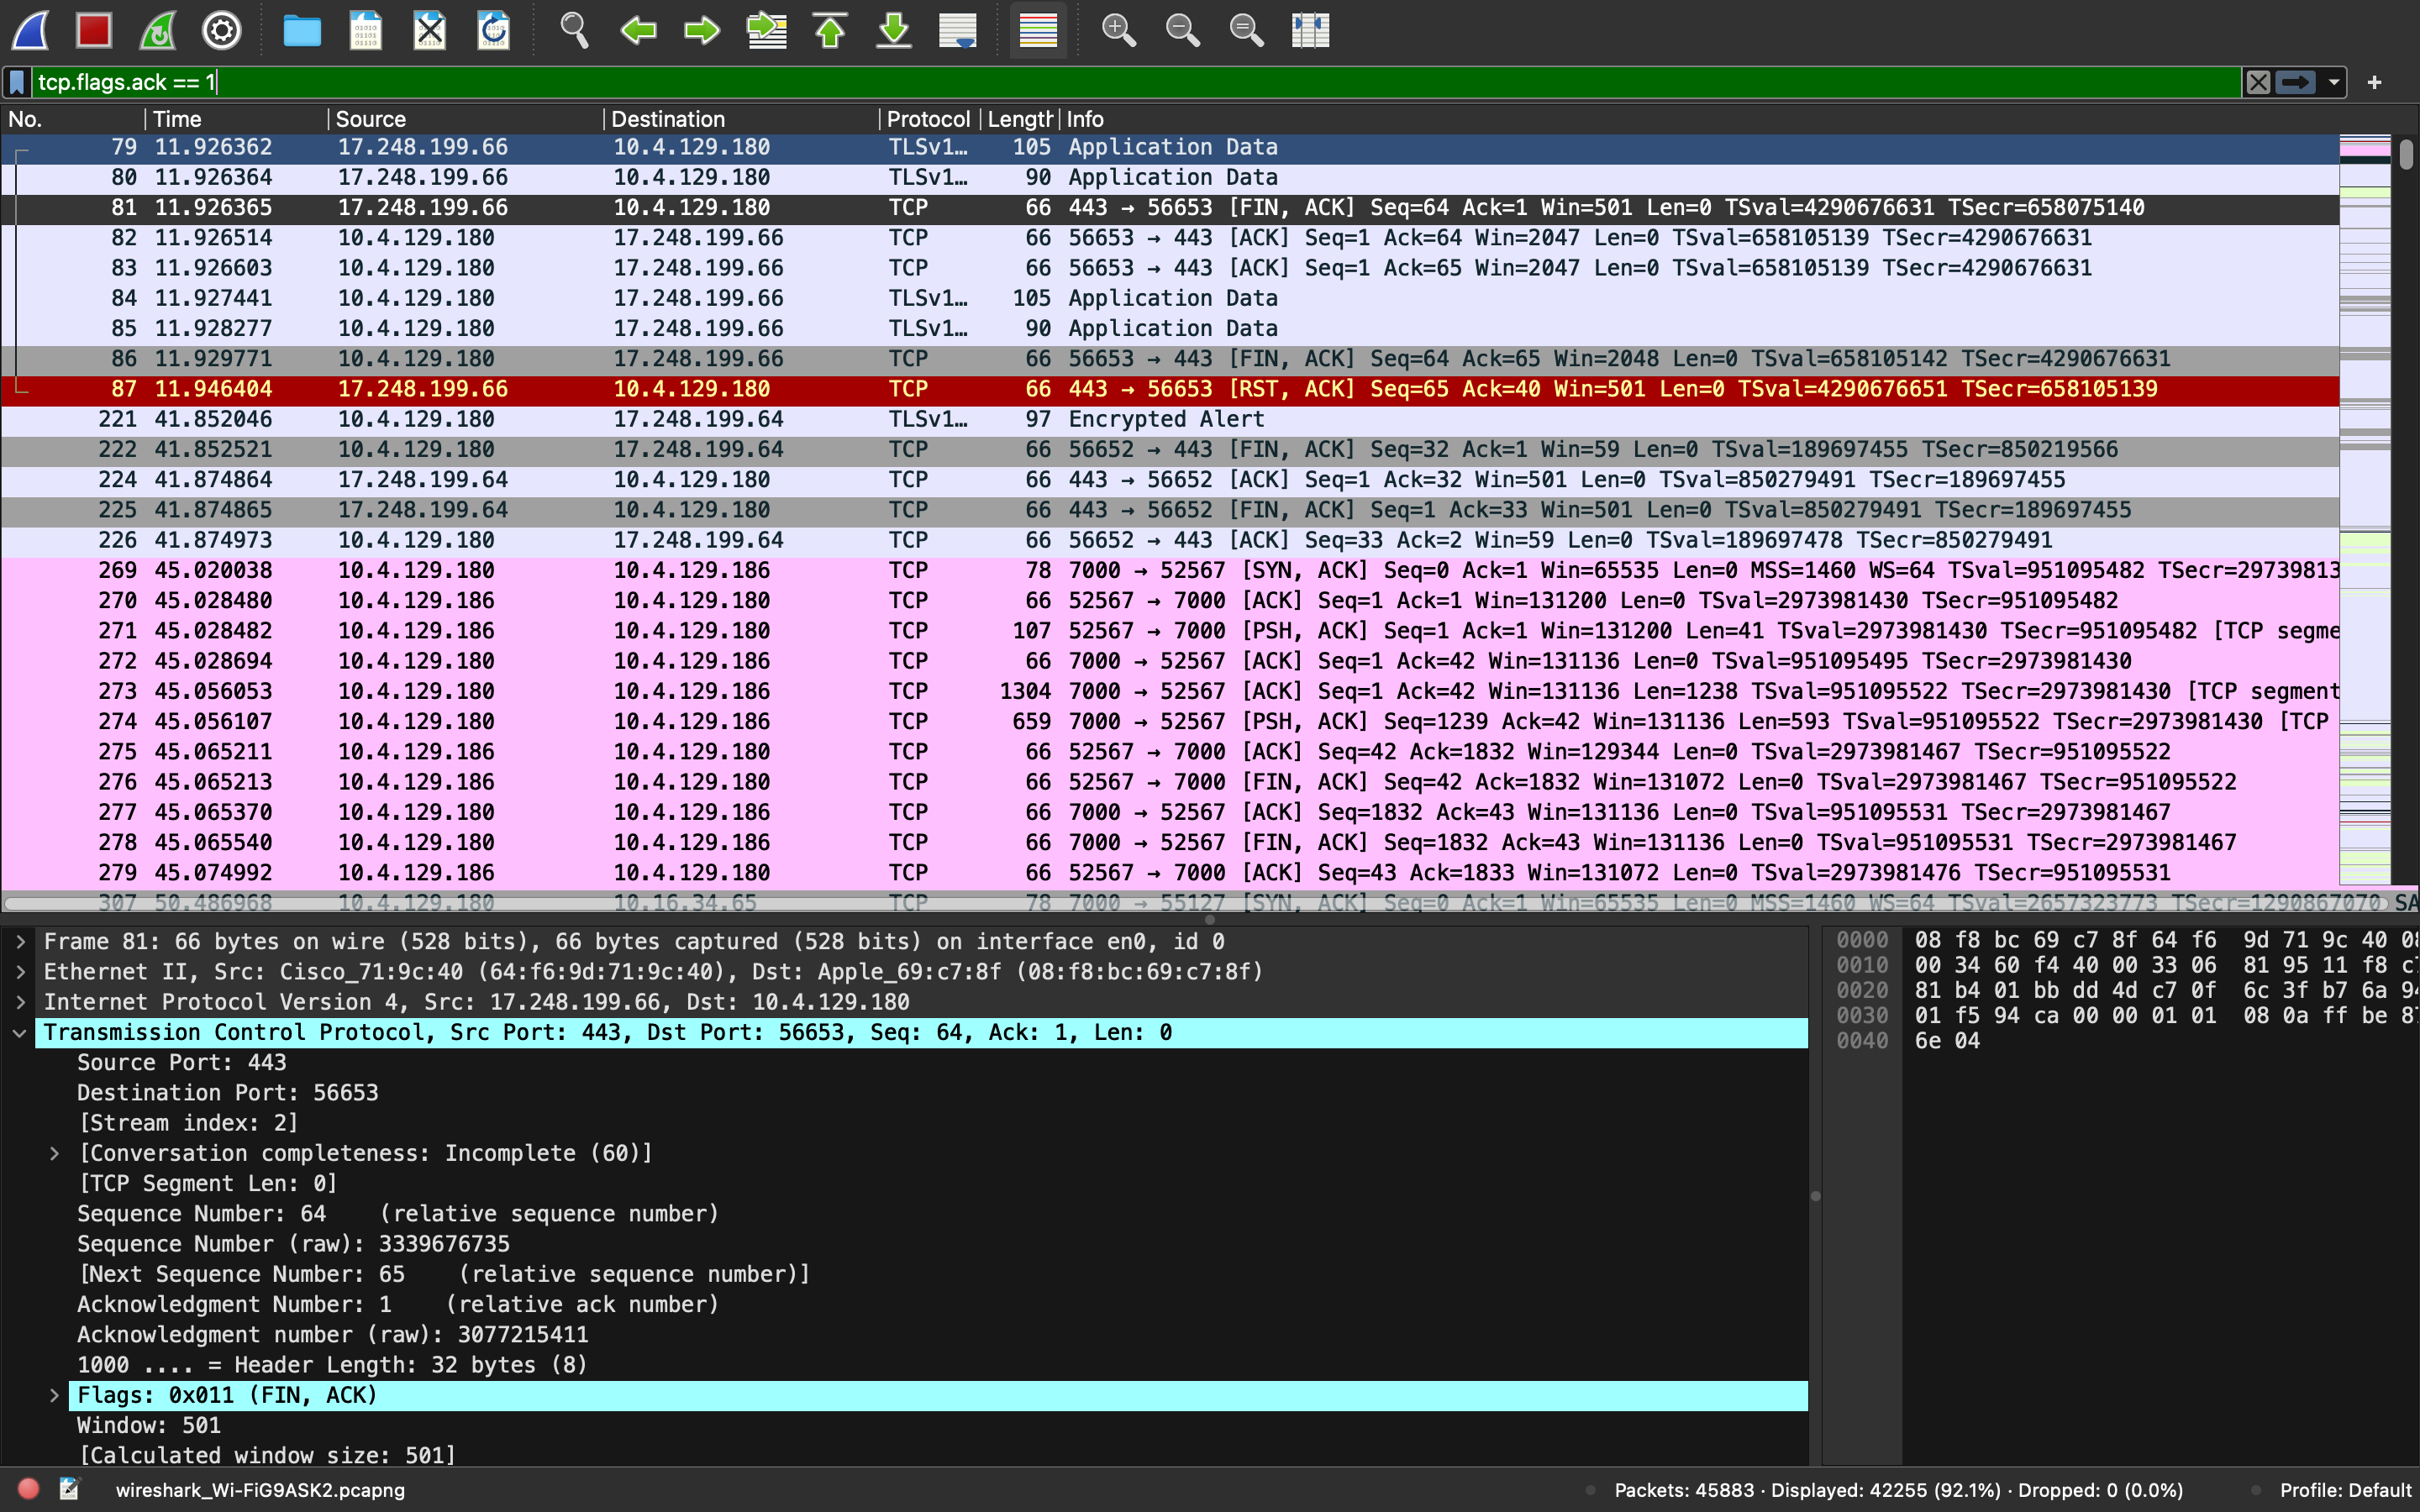 tcp.flags.ack == 1
No. Time Source Destination Protocol Length Info
79 11.926362 17.248.199.66 10.4.129.180 TLSv1… 105 Application Data
80 11.926364 17.248.199.66 10.4.129.180 TLSv1… 90 Application Data
81 11.926365 17.248.199.66 10.4.129.180 TCP 66 443 → 56653 [FIN, ACK] Seq=64 Ack=1 Win=501 Len=0 TSval=4290676631 TSecr=658075140
82 11.926514 10.4.129.180 17.248.199.66 TCP 66 56653 → 443 [ACK] Seq=1 Ack=64 Win=2047 Len=0 TSval=658105139 TSecr=4290676631
83 11.926603 10.4.129.180 17.248.199.66 TCP 66 56653 → 443 [ACK] Seq=1 Ack=65 Win=2047 Len=0 TSval=658105139 TSecr=4290676631
84 11.927441 10.4.129.180 17.248.199.66 TLSv1… 105 Application Data
85 11.928277 10.4.129.180 17.248.199.66 TLSv1… 90 Application Data
86 11.929771 10.4.129.180 17.248.199.66 TCP 66 56653 → 443 [FIN, ACK] Seq=64 Ack=65 Win=2048 Len=0 TSval=658105142 TSecr=4290676631
87 11.946404 17.248.199.66 10.4.129.180 TCP 66 443 → 56653 [RST, ACK] Seq=65 Ack=40 Win=501 Len=0 TSval=4290676651 TSecr=658105139
221 41.852046 10.4.129.180 17.248.199.64 TLSv1… 97 Encrypted Alert
222 41.852521 10.4.129.180 17.248.199.64 TCP 66 56652 → 443 [FIN, ACK] Seq=32 Ack=1 Win=59 Len=0 TSval=189697455 TSecr=850219566
224 41.874864 17.248.199.64 10.4.129.180 TCP 66 443 → 56652 [ACK] Seq=1 Ack=32 Win=501 Len=0 TSval=850279491 TSecr=189697455
225 41.874865 17.248.199.64 10.4.129.180 TCP 66 443 → 56652 [FIN, ACK] Seq=1 Ack=33 Win=501 Len=0 TSval=850279491 TSecr=189697455
226 41.874973 10.4.129.180 17.248.199.64 TCP 66 56652 → 443 [ACK] Seq=33 Ack=2 Win=59 Len=0 TSval=189697478 TSecr=850279491
269 45.020038 10.4.129.180 10.4.129.186 TCP 78 7000 → 52567 [SYN, ACK] Seq=0 Ack=1 Win=65535 Len=0 MSS=1460 WS=64 TSval=951095482 TSecr=29739813
270 45.028480 10.4.129.186 10.4.129.180 TCP 66 52567 → 7000 [ACK] Seq=1 Ack=1 Win=131200 Len=0 TSval=2973981430 TSecr=951095482
271 45.028482 10.4.129.186 10.4.129.180 TCP 107 52567 → 7000 [PSH, ACK] Seq=1 Ack=1 Win=131200 Len=41 TSval=2973981430 TSecr=951095482 [TCP segme
272 45.028694 10.4.129.180 10.4.129.186 TCP 66 7000 → 52567 [ACK] Seq=1 Ack=42 Win=131136 Len=0 TSval=951095495 TSecr=2973981430
273 45.056053 10.4.129.180 10.4.129.186 TCP 1304 7000 → 52567 [ACK] Seq=1 Ack=42 Win=131136 Len=1238 TSval=951095522 TSecr=2973981430 [TCP segment
274 45.056107 10.4.129.180 10.4.129.186 TCP 659 7000 → 52567 [PSH, ACK] Seq=1239 Ack=42 Win=131136 Len=593 TSval=951095522 TSecr=2973981430 [TCP
275 45.065211 10.4.129.186 10.4.129.180 TCP 66 52567 → 7000 [ACK] Seq=42 Ack=1832 Win=129344 Len=0 TSval=2973981467 TSecr=951095522
276 45.065213 10.4.129.186 10.4.129.180 TCP 66 52567 → 7000 [FIN, ACK] Seq=42 Ack=1832 Win=131072 Len=0 TSval=2973981467 TSecr=951095522
277 45.065370 10.4.129.180 10.4.129.186 TCP 66 7000 → 52567 [ACK] Seq=1832 Ack=43 Win=131136 Len=0 TSval=951095531 TSecr=2973981467
278 45.065540 10.4.129.180 10.4.129.186 TCP 66 7000 → 52567 [FIN, ACK] Seq=1832 Ack=43 Win=131136 Len=0 TSval=951095531 TSecr=2973981467
279 45.074992 10.4.129.186 10.4.129.180 TCP 66 52567 → 7000 [ACK] Seq=43 Ack=1833 Win=131072 Len=0 TSval=2973981476 TSecr=951095531
307 50.486968 10.4.129.180 10.16.34.65 TCP 78 7000 → 55127 [SYN, ACK] Seq=0 Ack=1 Win=65535 Len=0 MSS=1460 WS=64 TSval=2657323773 TSecr=1290867070 SA
Frame 81: 66 bytes on wire (528 bits), 66 bytes captured (528 bits) on interface en0, id 0
Ethernet II, Src: Cisco_71:9c:40 (64:f6:9d:71:9c:40), Dst: Apple_69:c7:8f (08:f8:bc:69:c7:8f)
Internet Protocol Version 4, Src: 17.248.199.66, Dst: 10.4.129.180
Transmission Control Protocol, Src Port: 443, Dst Port: 56653, Seq: 64, Ack: 1, Len: 0
Source Port: 443
Destination Port: 56653
[Stream index: 2]
[Conversation completeness: Incomplete (60)]
[TCP Segment Len: 0]
Sequence Number: 64 (relative sequence number)
Sequence Number (raw): 3339676735
[Next Sequence Number: 65 (relative sequence number)]
Acknowledgment Number: 1 (relative ack number)
Acknowledgment number (raw): 3077215411
1000 .... = Header Length: 32 bytes (8)
Flags: 0x011 (FIN, ACK)
Window: 501
[Calculated window size: 501]
0000 08 f8 bc 69 c7 8f 64 f6 9d 71 9c 40
0010 00 34 60 f4 40 00 33 06 81 95 11 f8
0020 81 b4 01 bb dd 4d c7 0f 6c 3f b7 6a
0030 01 f5 94 ca 00 00 01 01 08 0a ff be
0040 6e 04
wireshark_Wi-FiG9ASK2.pcapng
Packets: 45883 · Displayed: 42255 (92.1%) · Dropped: 0 (0.0%)
Profile: Default